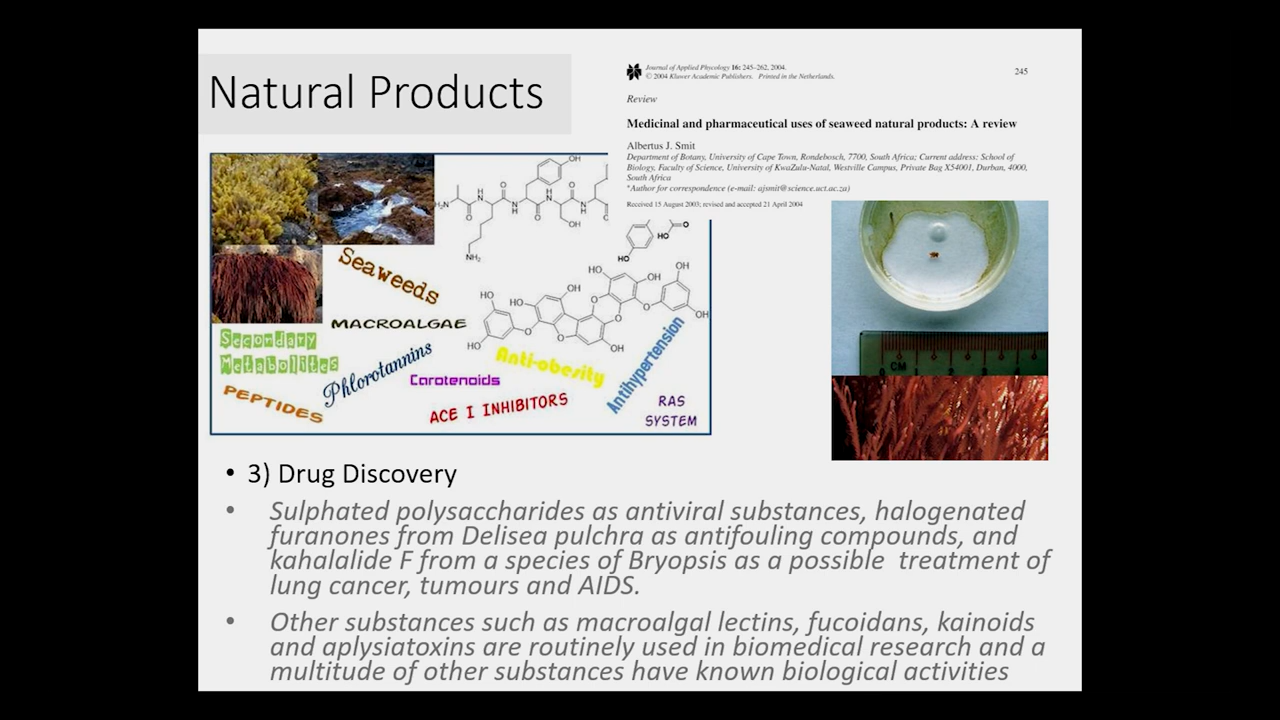 Natural Products
Journal of Applied Phycology 16: 245–262, 2004.
© 2004 Kluwer Academic Publishers. Printed in the Netherlands.
245
Review
Medicinal and pharmaceutical uses of seaweed natural products: A review
Albertus J. Smit
Department of Botany, University of Cape Town, Rondebosch, 7700, South Africa; Current address: School of
Biology, Faculty of Science, University of KwaZulu-Natal, Westville Campus, Private Bag X54001, Durban, 4000,
South Africa
*Author for correspondence (e-mail: ajsmit@science.uct.ac.za)
Received 15 August 2003; revised and accepted 21 April 2004
Seaweeds
MACROALGAE
Secondary
Metabolites
Phlorotannins
PEPTIDES
Carotenoids
Anti-obesity
ACE I INHIBITORS
Antihypertension
RAS
SYSTEM
CM 1 2 3 4 5
• 3) Drug Discovery
• Sulphated polysaccharides as antiviral substances, halogenated
furanones from Delisea pulchra as antifouling compounds, and
kahalalide F from a species of Bryopsis as a possible treatment of
lung cancer, tumours and AIDS.
• Other substances such as macroalgal lectins, fucoidans, kainoids
and aplysiatoxins are routinely used in biomedical research and a
multitude of other substances have known biological activities